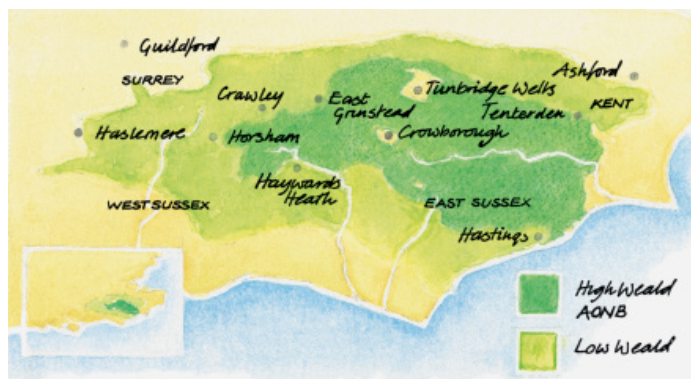 Guildford
SURREY
Ashford
Crawley
East
Grinstead
Tunbridge Wells
Tenterden
KENT
Haslemere
Horsham
Crowborough
Haywards
Heath
WEST SUSSEX
EAST SUSSEX
Hastings
High Weald
AONB
Low Weald